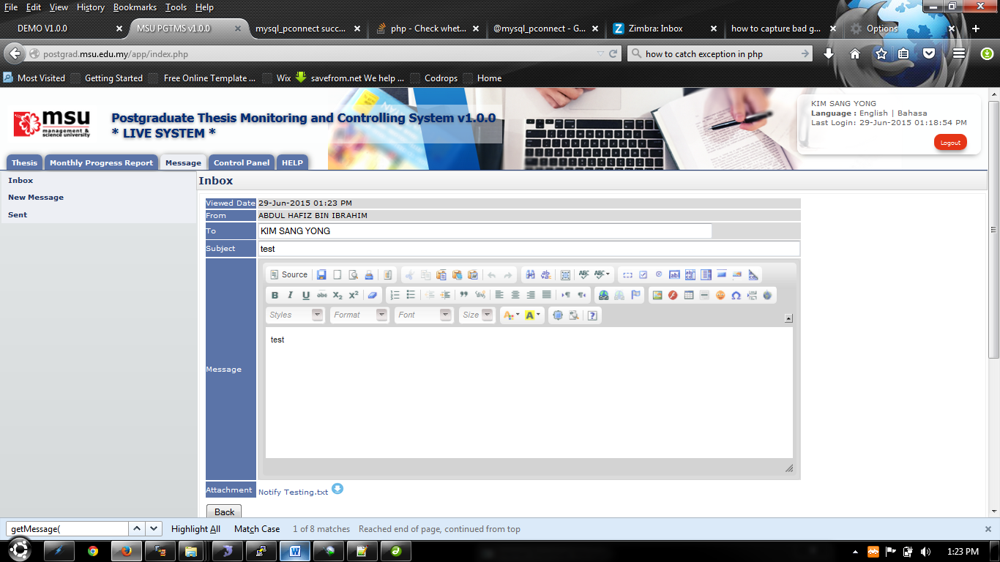 File Edit View History Bookmarks Tools Help
DEMO V1.0.0 MSU PGTMS v1.0.0 mysql_pconnect succ... php - Check whet... @mysql_pconnect - G... Zimbra: Inbox how to capture bad g... Options
postgrad.msu.edu.my/app/index.php how to catch exception in php
Most Visited Getting Started Free Online Template ... Wix savefrom.net We help ... Codrops Home
msu
management &
science university
Postgraduate Thesis Monitoring and Controlling System v1.0.0
* LIVE SYSTEM *
KIM SANG YONG
Language : English | Bahasa
Last Login: 29-Jun-2015 01:18:54 PM
Logout
Thesis Monthly Progress Report Message Control Panel HELP
Inbox
New Message
Sent
Inbox
Viewed Date 29-Jun-2015 01:23 PM
From ABDUL HAFIZ BIN IBRAHIM
To KIM SANG YONG
Subject test
Source
Styles Format Font Size
Message
test
Attachment Notify Testing.txt
Back
getMessage( Highlight All Match Case 1 of 8 matches Reached end of page, continued from top
1:23 PM